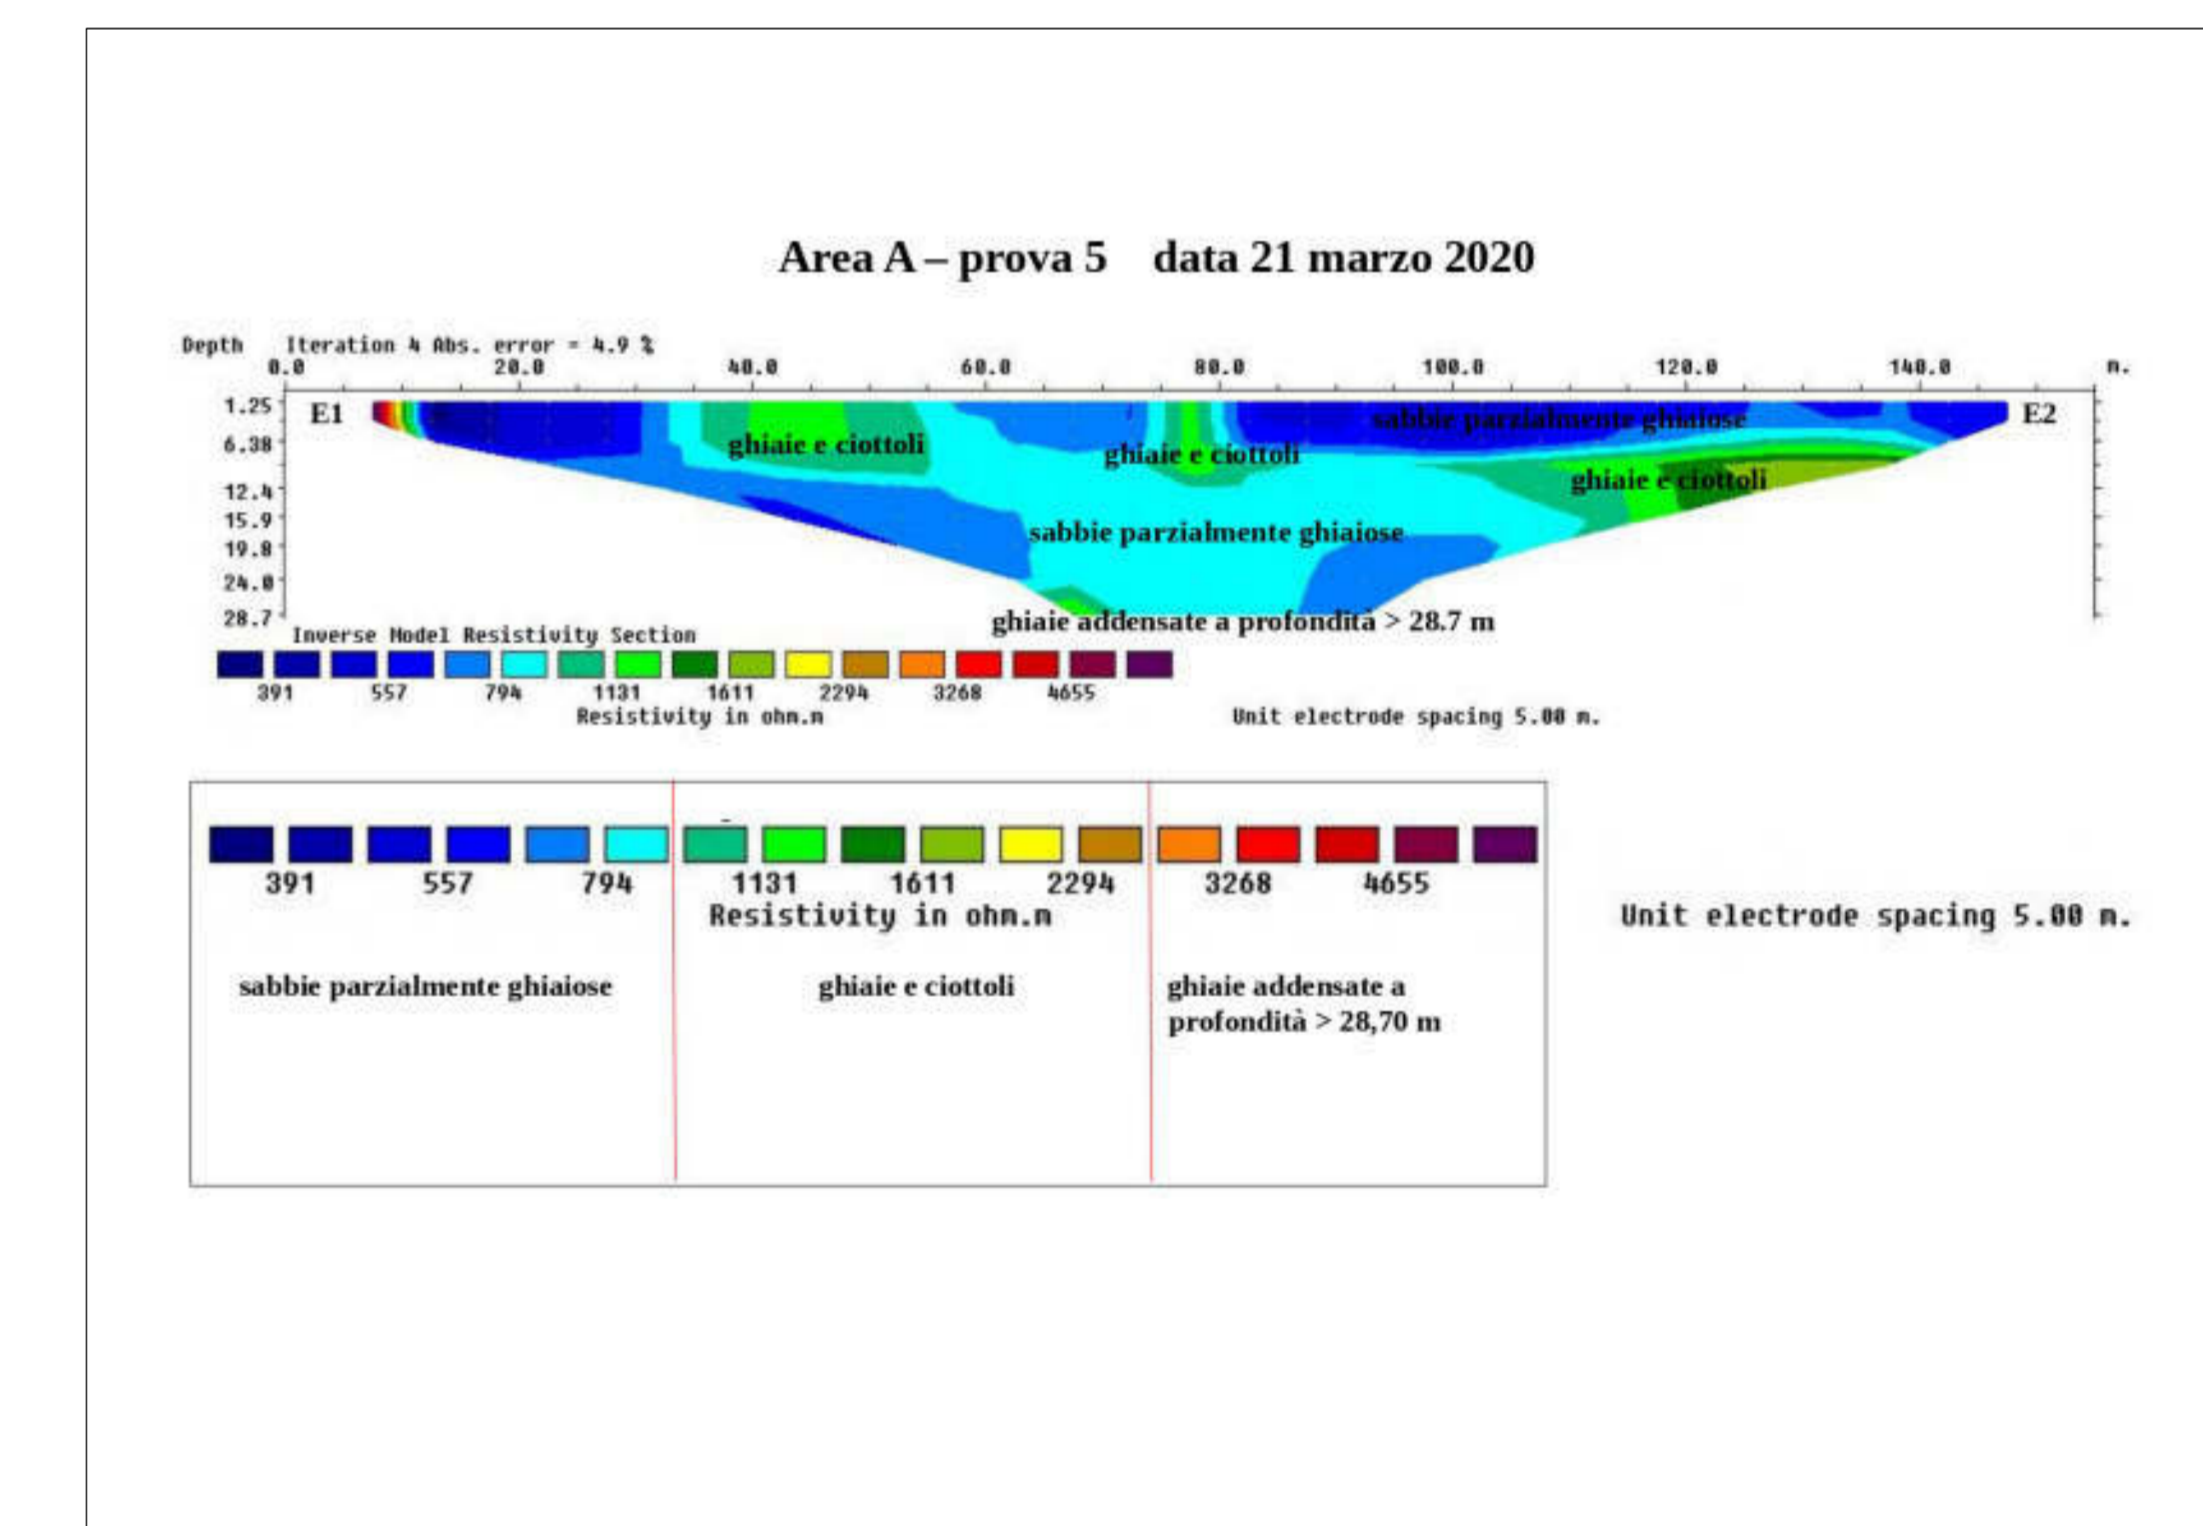 Area A – prova 5 data 21 marzo 2020
Depth Iteration 4 Abs. error = 4.9 %
0.0 20.0 40.0 60.0 80.0 100.0 120.0 140.0 m.
1.25 E1 sabbie parzialmente ghiaiose E2
6.38 ghiaie e ciottoli ghiaie e ciottoli
12.4 ghiaie e ciottoli
15.9 sabbie parzialmente ghiaiose
19.8
24.0
28.7 ghiaie addensate a profondità > 28.7 m
Inverse Model Resistivity Section
391 557 794 1131 1611 2294 3268 4655
Resistivity in ohm.m Unit electrode spacing 5.00 m.
391 557 794 1131 1611 2294 3268 4655
Resistivity in ohm.m Unit electrode spacing 5.00 m.
sabbie parzialmente ghiaiose ghiaie e ciottoli ghiaie addensate a
profondità > 28,70 m